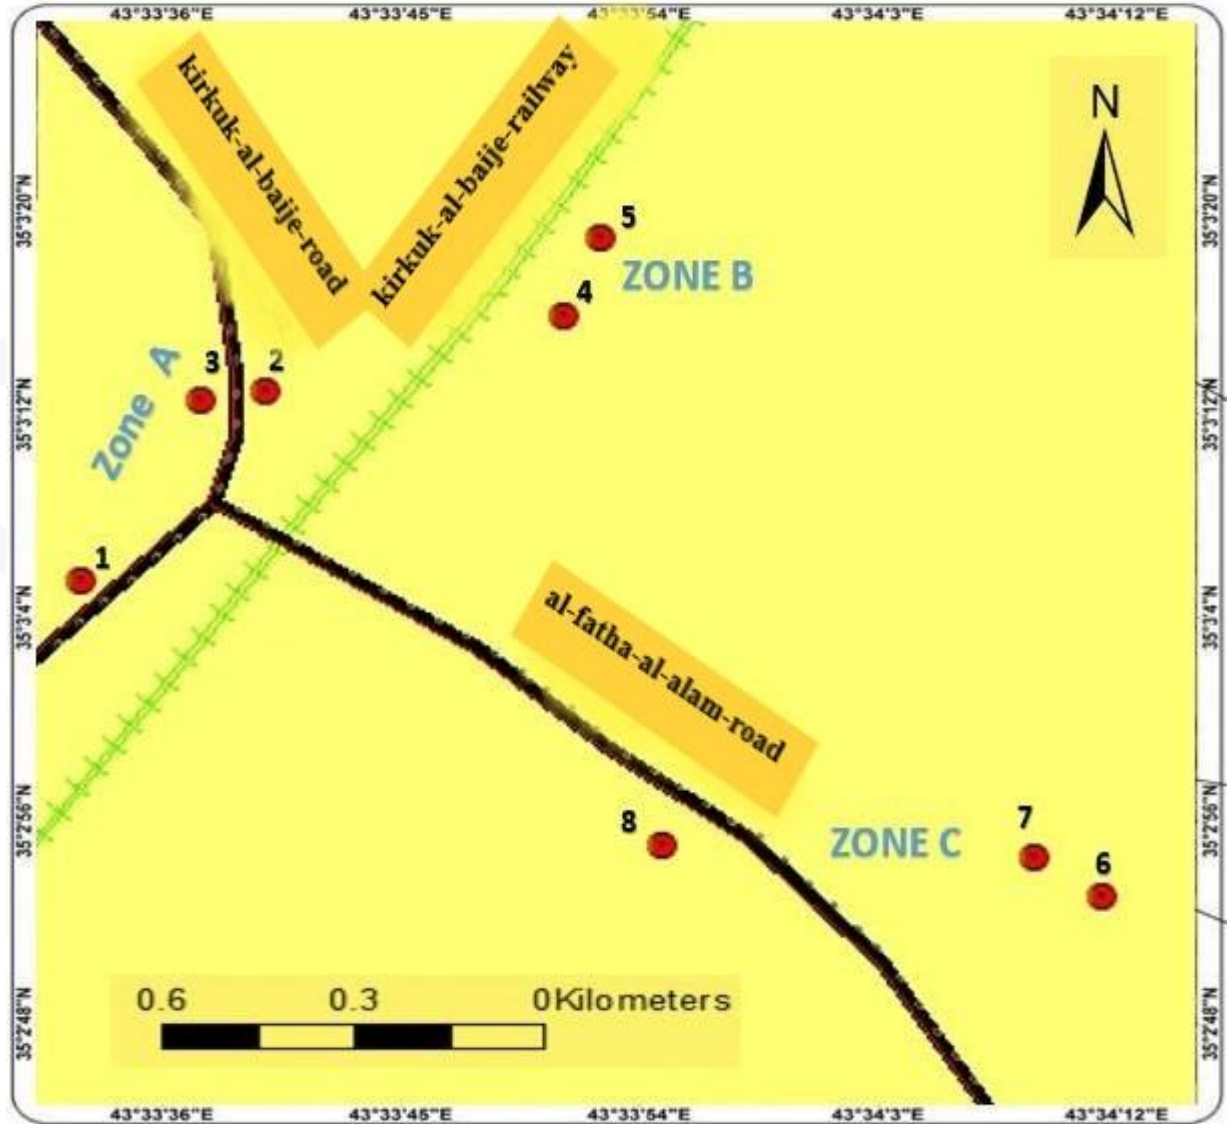 43°33'36"E 43°33'45"E 43°33'54"E 43°34'3"E 43°34'12"E
kirkuk-al-baije-road
kirkuk-al-baije-railway
N
35°3'20"N
35°3'20"N
5
ZONE B
4
Zone A
3
2
35°3'12"N
35°3'12"N
1
35°3'4"N
35°3'4"N
al-fatha-al-alam-road
8
ZONE C
7
6
35°2'56"N
35°2'56"N
0.6 0.3 0Kilometers
35°2'48"N
35°2'48"N
43°33'36"E 43°33'45"E 43°33'54"E 43°34'3"E 43°34'12"E